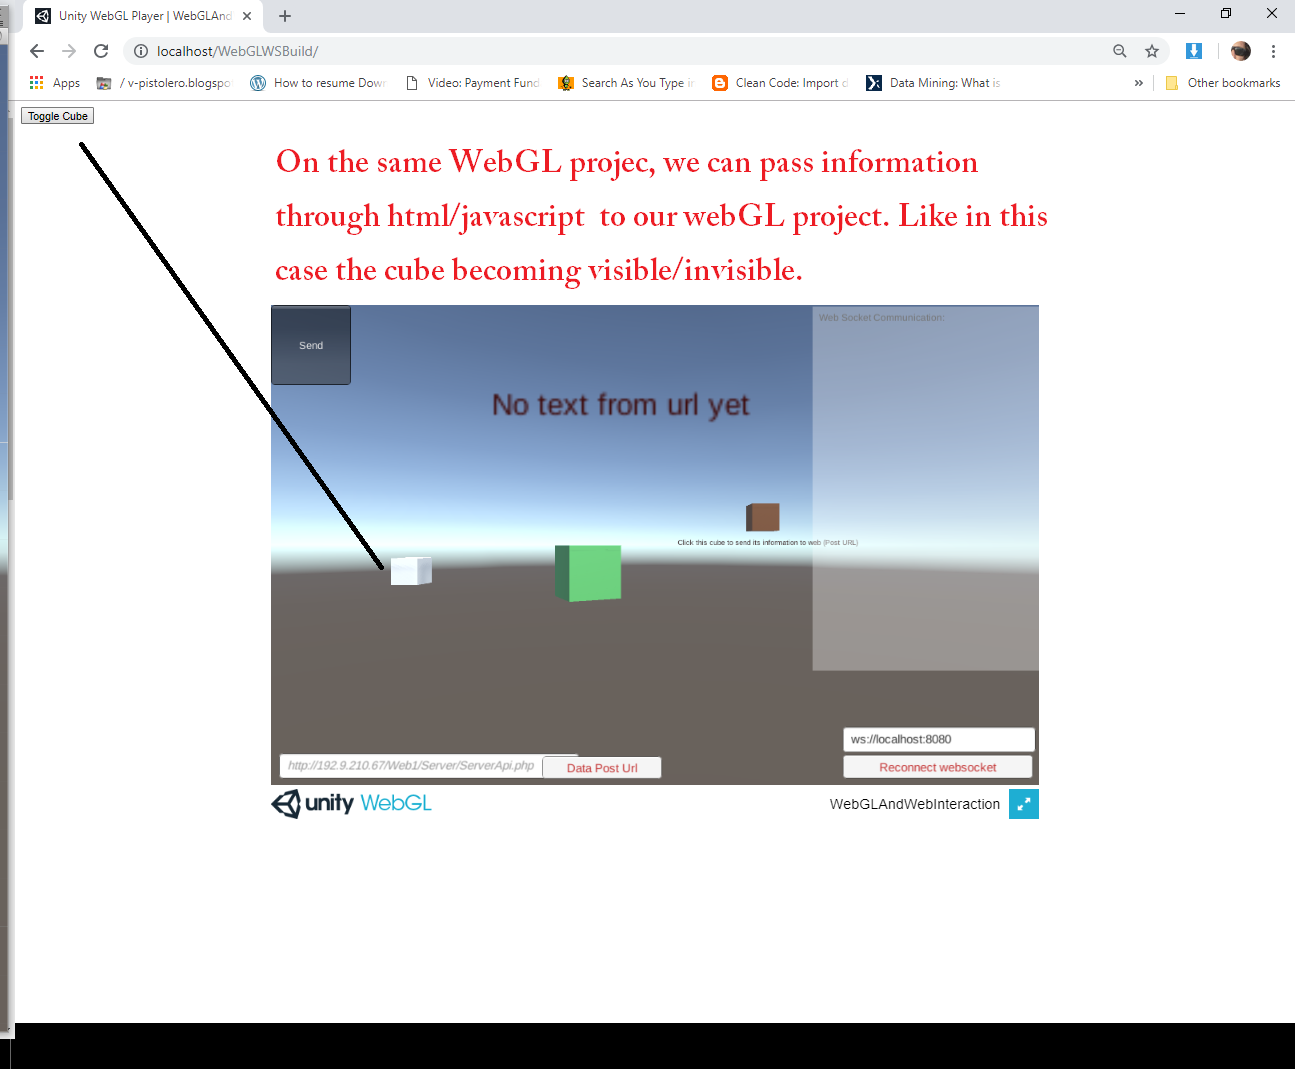 Unity WebGL Player | WebGLAnd
localhost/WebGLWSBuild/
Apps
/ v-pistolero.blogspo
How to resume Dow
Video: Payment Fund
Search As You Type in
Clean Code: Import d
Data Mining: What is
»
Other bookmarks
Toggle Cube
On the same WebGL projec, we can pass information
through html/javascript to our webGL project. Like in this
case the cube becoming visible/invisible.
Send
Web Socket Communication:
No text from url yet
Click this cube to send its information to web (Post URL)
ws://localhost:8080
http://192.9.210.67/Web1/Server/ServerApi.php
Data Post Url
Reconnect websocket
unity WebGL
WebGLAndWebInteraction